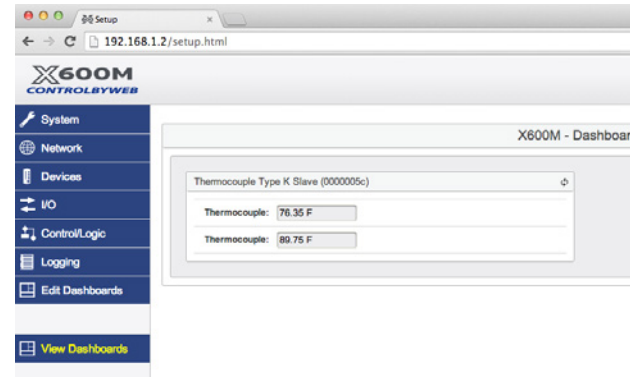 Setup
192.168.1.2/setup.html
X600M
CONTROLBYWEB
System
Network
Devices
I/O
Control/Logic
Logging
Edit Dashboards
View Dashboards
X600M - Dashboar
Thermocouple Type K Slave (0000005c)
Thermocouple: 76.35 F
Thermocouple: 89.75 F